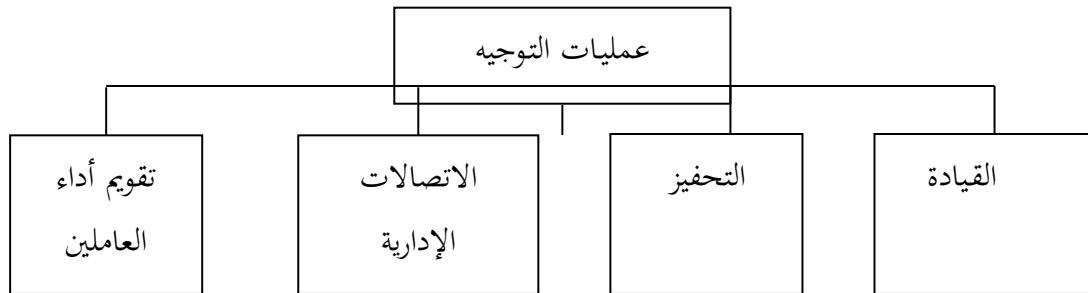 عمليات التوجيه
القيادة
التحفيز
الاتصالات
الإدارية
تقويم أداء
العاملين